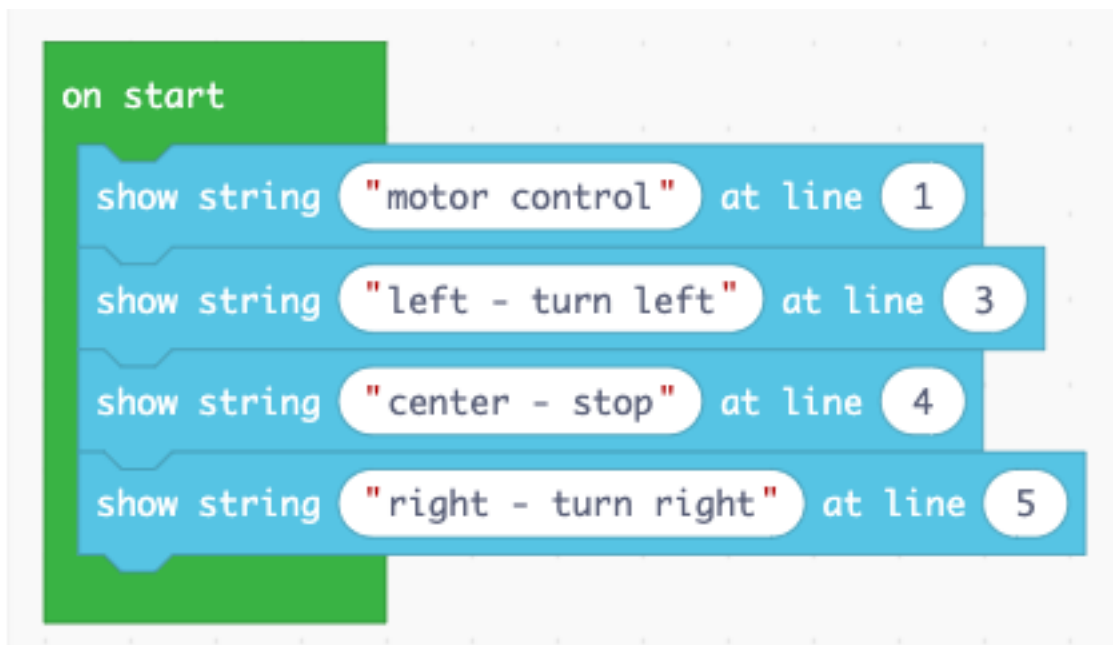 on start
show string "motor control" at line 1
show string "left - turn left" at line 3
show string "center - stop" at line 4
show string "right - turn right" at line 5